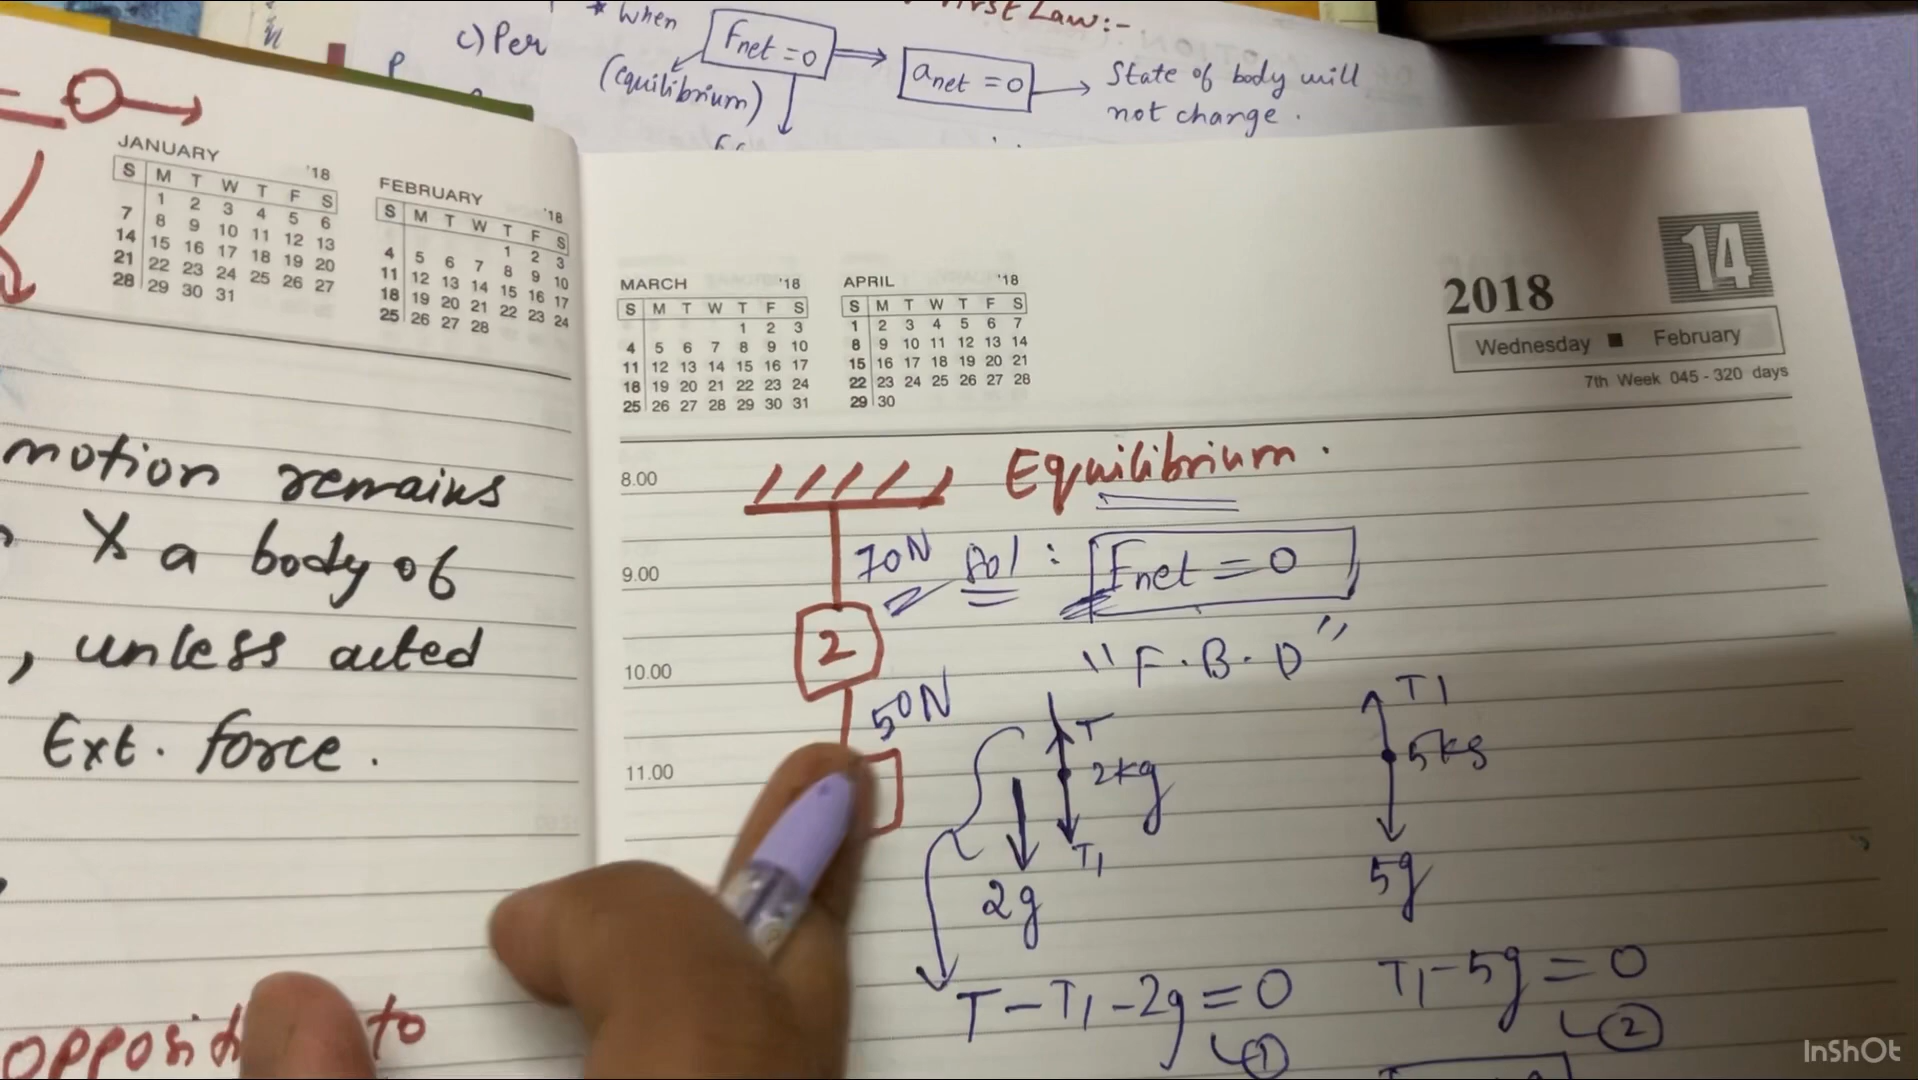 First Law:-
* When
Fnet = 0
anet = 0
State of body will
not change.
(equilibrium)
c) Per
P
= 0
JANUARY '18
S M T W T F S
1 2 3 4 5 6
7 8 9 10 11 12 13
14 15 16 17 18 19 20
21 22 23 24 25 26 27
28 29 30 31
FEBRUARY '18
S M T W T F S
1 2 3
4 5 6 7 8 9 10
11 12 13 14 15 16 17
18 19 20 21 22 23 24
25 26 27 28
motion remains
X a body of
, unless acted
Ext. force.
to
MARCH '18
S M T W T F S
1 2 3
4 5 6 7 8 9 10
11 12 13 14 15 16 17
18 19 20 21 22 23 24
25 26 27 28 29 30 31
APRIL '18
S M T W T F S
1 2 3 4 5 6 7
8 9 10 11 12 13 14
15 16 17 18 19 20 21
22 23 24 25 26 27 28
29 30
2018
14
Wednesday ■ February
7th Week 045 - 320 days
8.00
Equilibrium.
9.00
70N Sol: Fnet = 0
2
10.00
"F.B.D"
50N
11.00
T
2kg
T1
2g
T1
5kg
5g
T - T1 - 2g = 0
1
T1 - 5g = 0
2
InShOt